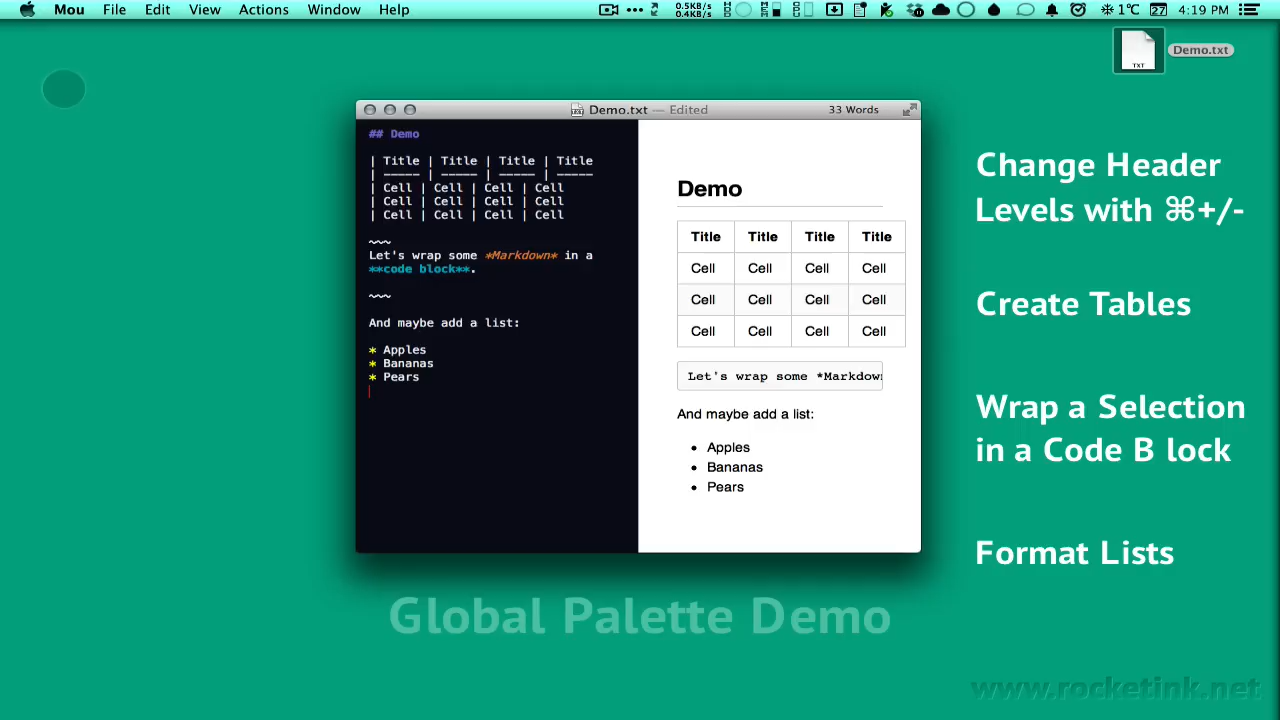 Mou File Edit View Actions Window Help
0.5KB/s
0.4KB/s
1℃ 27 4:19 PM
TXT
Demo.txt
Demo.txt — Edited
33 Words
## Demo
| Title | Title | Title | Title
| ----- | ----- | ----- | -----
| Cell | Cell | Cell | Cell
| Cell | Cell | Cell | Cell
| Cell | Cell | Cell | Cell
~~~
Let's wrap some *Markdown* in a
**code block**.
~~~
And maybe add a list:
* Apples
* Bananas
* Pears
Demo
Title Title Title Title
Cell Cell Cell Cell
Cell Cell Cell Cell
Cell Cell Cell Cell
Let's wrap some *Markdown
And maybe add a list:
• Apples
• Bananas
• Pears
Change Header
Levels with ⌘+/-
Create Tables
Wrap a Selection
in a Code B lock
Format Lists
Global Palette Demo
www.rocketink.net